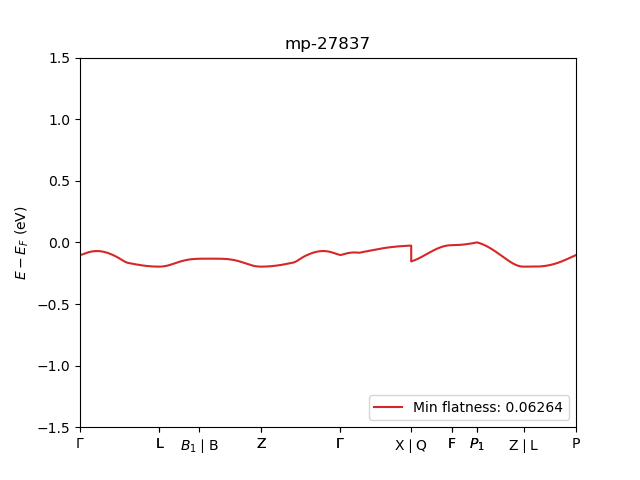 mp-27837
1.5
1.0
0.5
0.0
−0.5
−1.0
−1.5
E − E_F (eV)
Min flatness: 0.06264
Γ L B₁ | B Z Γ X | Q F P₁ Z | L P